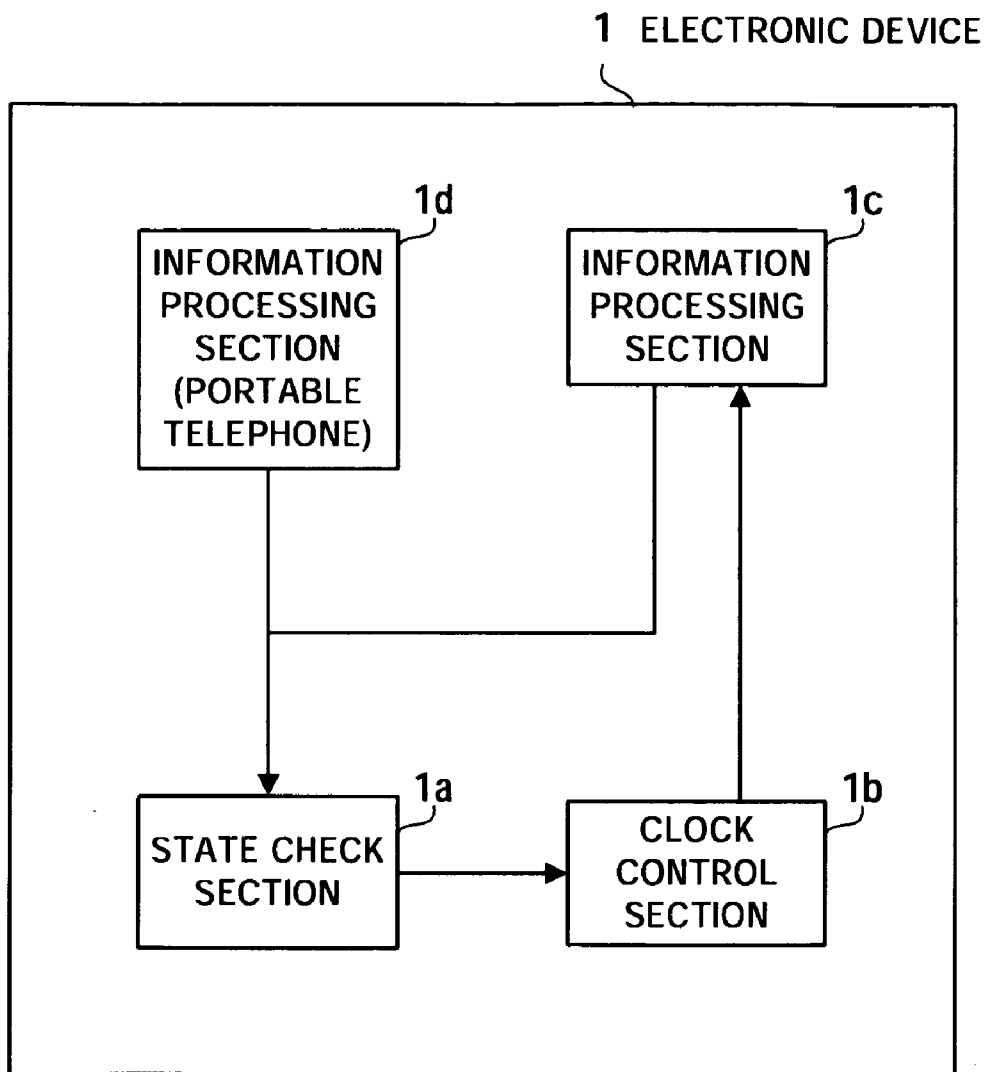 1 ELECTRONIC DEVICE
1d
INFORMATION
PROCESSING
SECTION
(PORTABLE
TELEPHONE)
1c
INFORMATION
PROCESSING
SECTION
1a
STATE CHECK
SECTION
1b
CLOCK
CONTROL
SECTION